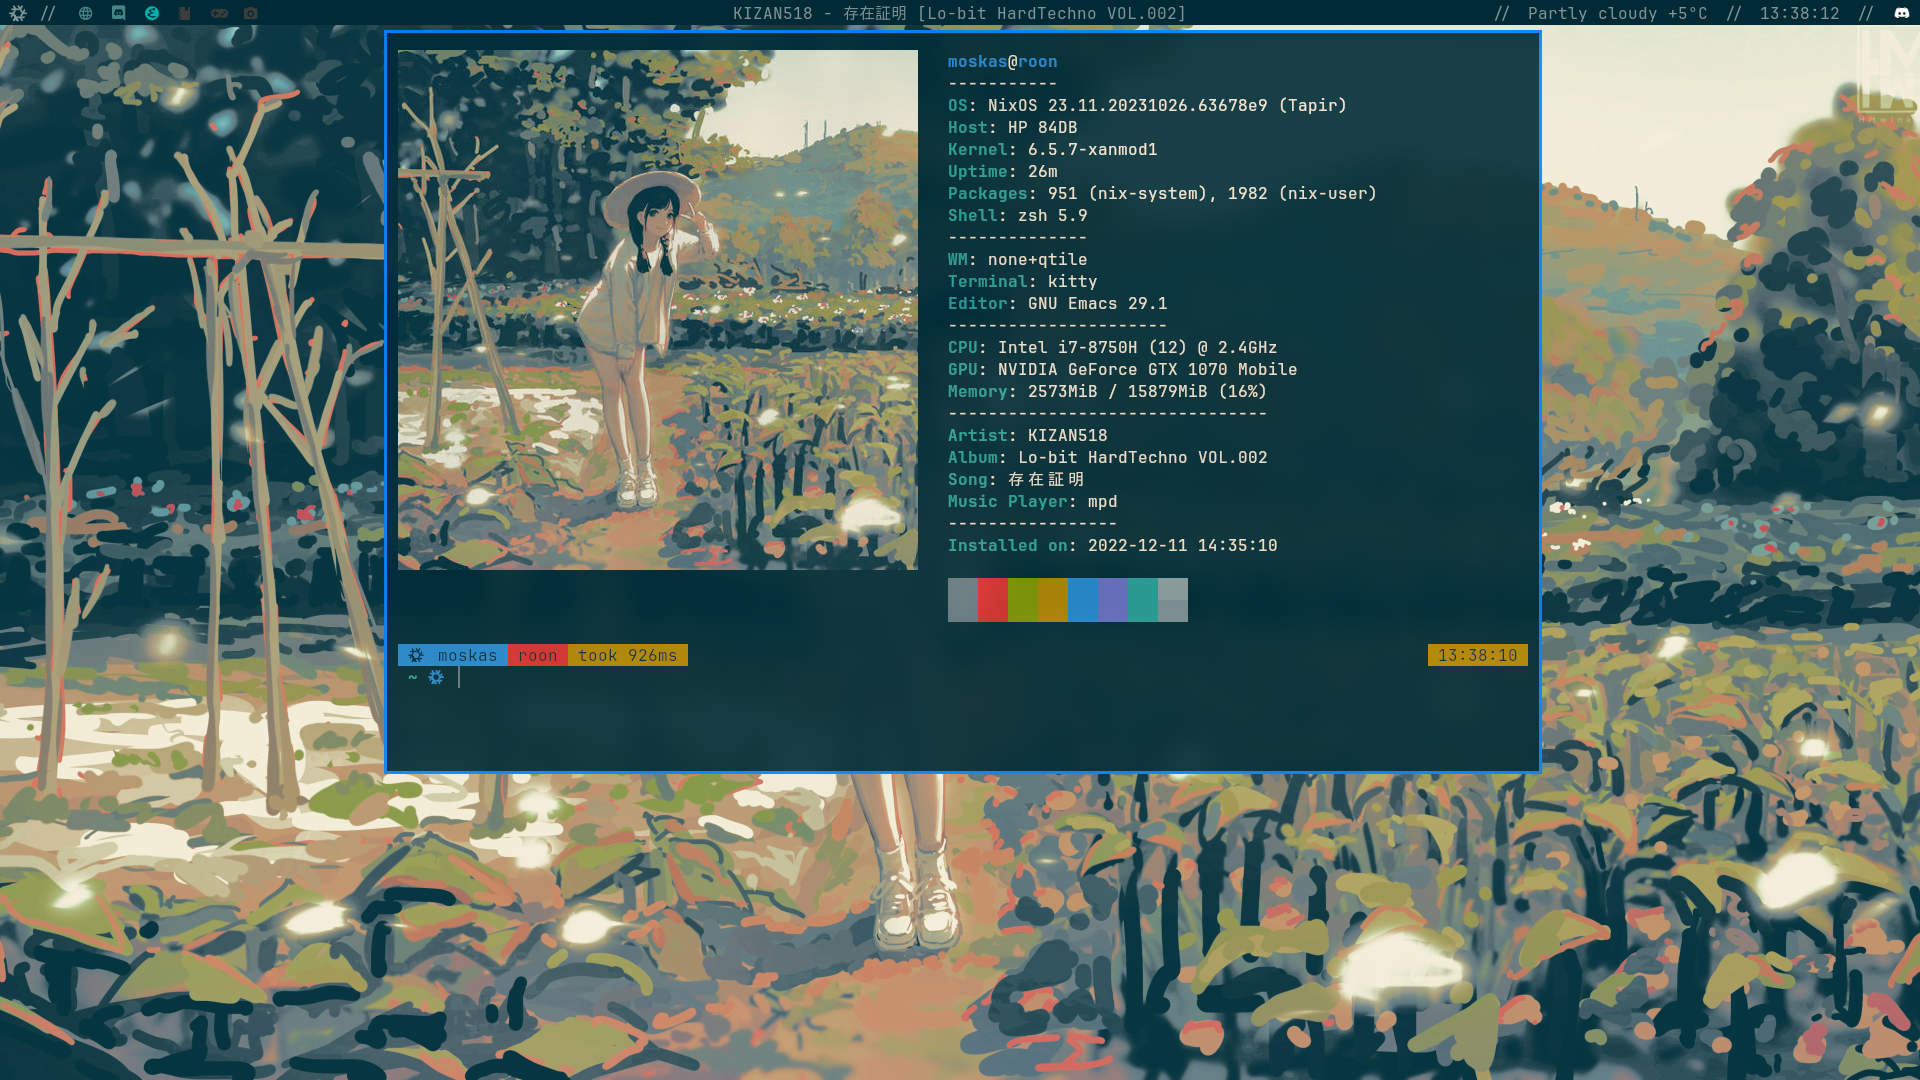 //
KIZAN518 - 存在証明 [Lo-bit HardTechno VOL.002]
// Partly cloudy +5°C // 13:38:12 //
moskas@roon
-----------
OS: NixOS 23.11.20231026.63678e9 (Tapir)
Host: HP 84DB
Kernel: 6.5.7-xanmod1
Uptime: 26m
Packages: 951 (nix-system), 1982 (nix-user)
Shell: zsh 5.9
--------------
WM: none+qtile
Terminal: kitty
Editor: GNU Emacs 29.1
----------------------
CPU: Intel i7-8750H (12) @ 2.4GHz
GPU: NVIDIA GeForce GTX 1070 Mobile
Memory: 2573MiB / 15879MiB (16%)
--------------------------------
Artist: KIZAN518
Album: Lo-bit HardTechno VOL.002
Song: 存在証明
Music Player: mpd
-----------------
Installed on: 2022-12-11 14:35:10
moskas roon took 926ms
13:38:10
~